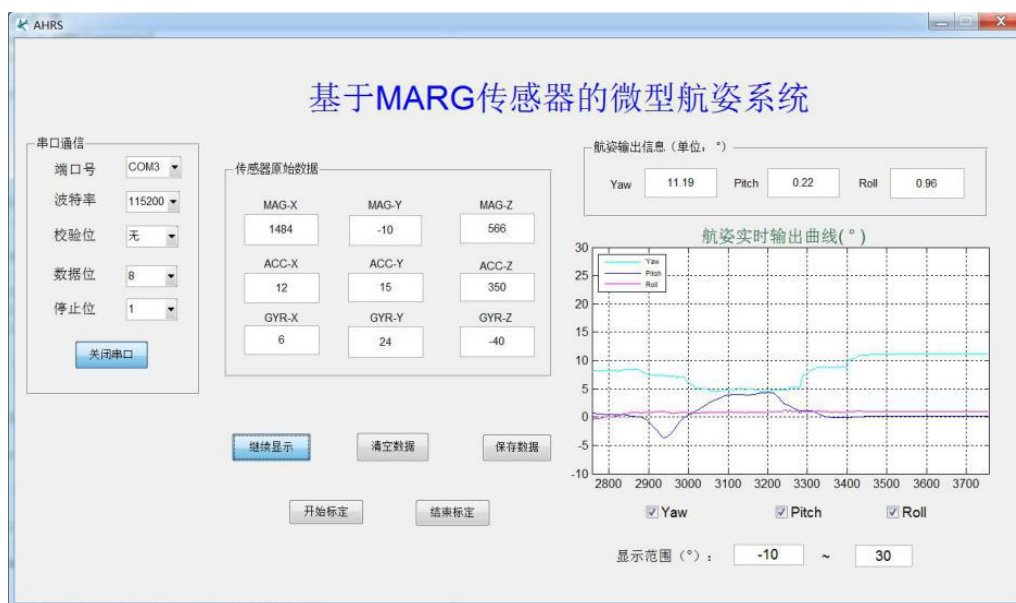 AHRS
基于MARG传感器的微型航姿系统
串口通信
端口号 COM3
波特率 115200
校验位 无
数据位 8
停止位 1
关闭串口
传感器原始数据
MAG-X MAG-Y MAG-Z
1484 -10 566
ACC-X ACC-Y ACC-Z
12 15 350
GYR-X GYR-Y GYR-Z
6 24 -40
继续显示 清空数据 保存数据
开始标定 结束标定
航姿输出信息（单位：°）
Yaw 11.19 Pitch 0.22 Roll 0.96
航姿实时输出曲线(°)
Yaw
Pitch
Roll
30
25
20
15
10
5
0
-5
-10
2800 2900 3000 3100 3200 3300 3400 3500 3600 3700
Yaw Pitch Roll
显示范围（°）： -10 ~ 30